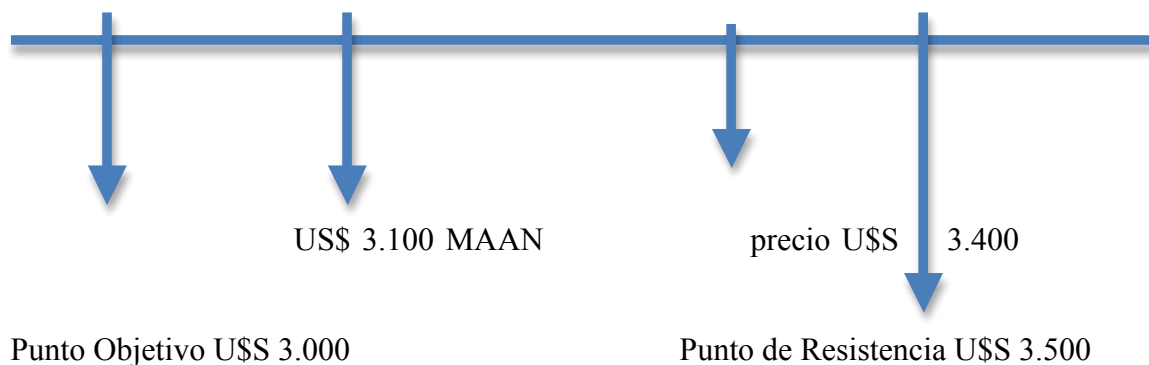 US$ 3.100 MAAN precio U$S 3.400
Punto Objetivo U$S 3.000 Punto de Resistencia U$S 3.500